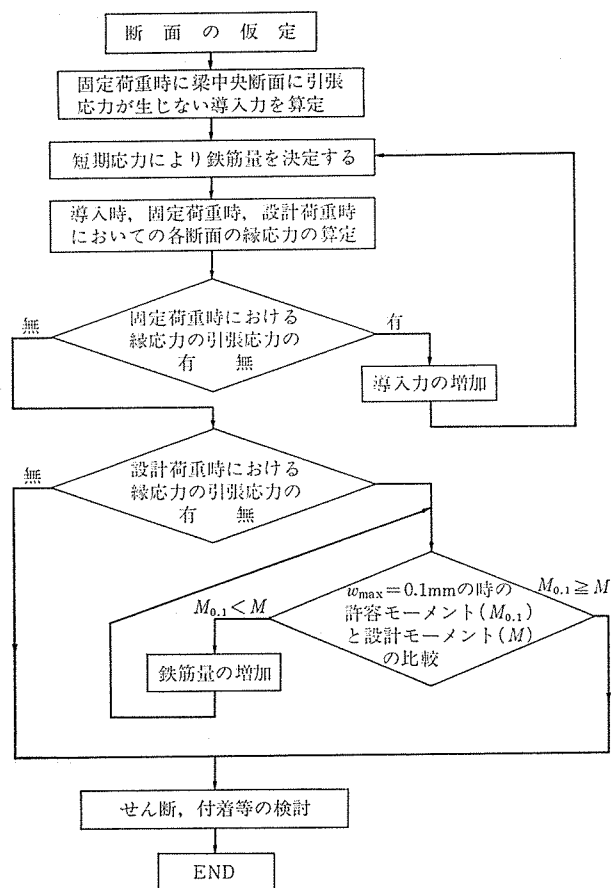 断面の仮定
固定荷重時に梁中央断面に引張
応力が生じない導入力を算定
短期応力により鉄筋量を決定する
導入時，固定荷重時，設計荷重時
においての各断面の縁応力の算定
無
固定荷重時における
縁応力の引張応力の
有　無
有
導入力の増加
無
設計荷重時における
縁応力の引張応力の
有　無
wmax＝0.1mmの時の
許容モーメント(M0.1)
と設計モーメント(M)
の比較
M0.1＜M
M0.1≧M
鉄筋量の増加
せん断，付着等の検討
END